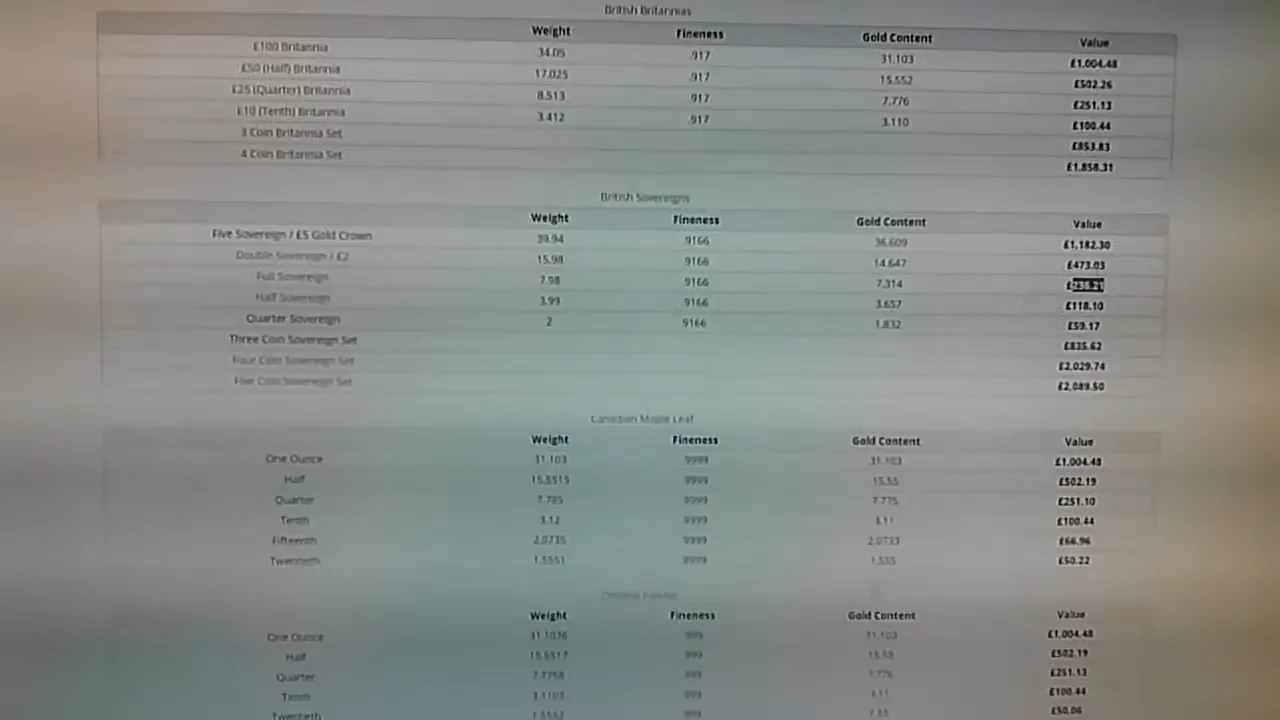 British Britannias
Weight Fineness Gold Content Value
£100 Britannia 34.05 .917 31.103 £1,004.48
£50 (Half) Britannia 17.025 .917 15.552 £502.26
£25 (Quarter) Britannia 8.513 .917 7.776 £251.13
£10 (Tenth) Britannia 3.412 .917 3.110 £100.44
3 Coin Britannia Set £853.83
4 Coin Britannia Set £1,858.31
British Sovereigns
Weight Fineness Gold Content Value
Five Sovereign / £5 Gold Crown 39.94 .9166 36.609 £1,182.30
Double Sovereign / £2 15.98 .9166 14.647 £473.03
Full Sovereign 7.98 .9166 7.314 £236.21
Half Sovereign 3.99 .9166 3.657 £118.10
Quarter Sovereign 2 .9166 1.832 £59.17
Three Coin Sovereign Set £835.62
Four Coin Sovereign Set £2,029.74
Five Coin Sovereign Set £2,089.50
Canadian Maple Leaf
Weight Fineness Gold Content Value
One Ounce 31.103 .9999 31.103 £1,004.48
Half 15.5515 .9999 15.55 £502.19
Quarter 7.785 .9999 7.775 £251.10
Tenth 3.12 .9999 3.11 £100.44
Fifteenth 2.0735 .9999 2.0733 £66.96
Twentieth 1.5551 .9999 1.555 £50.22
Chinese Pandas
Weight Fineness Gold Content Value
One Ounce 31.1036 .999 31.103 £1,004.48
Half 15.5517 .999 15.50 £502.19
Quarter 7.7758 .999 7.776 £251.13
Tenth 3.1103 .999 3.11 £100.44
Twentieth 1.5552 .999 £50.06